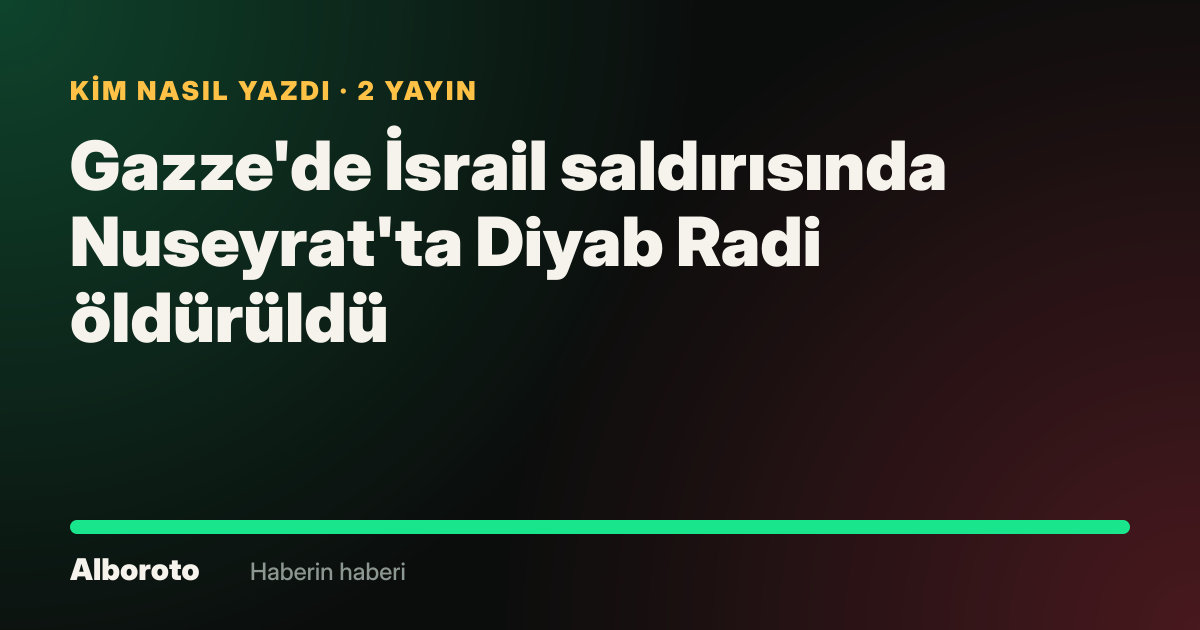 KİM NASIL YAZDI · 2 YAYIN
Gazze'de İsrail saldırısında
Nuseyrat'ta Diyab Radi
öldürüldü
Alboroto Haberin haberi